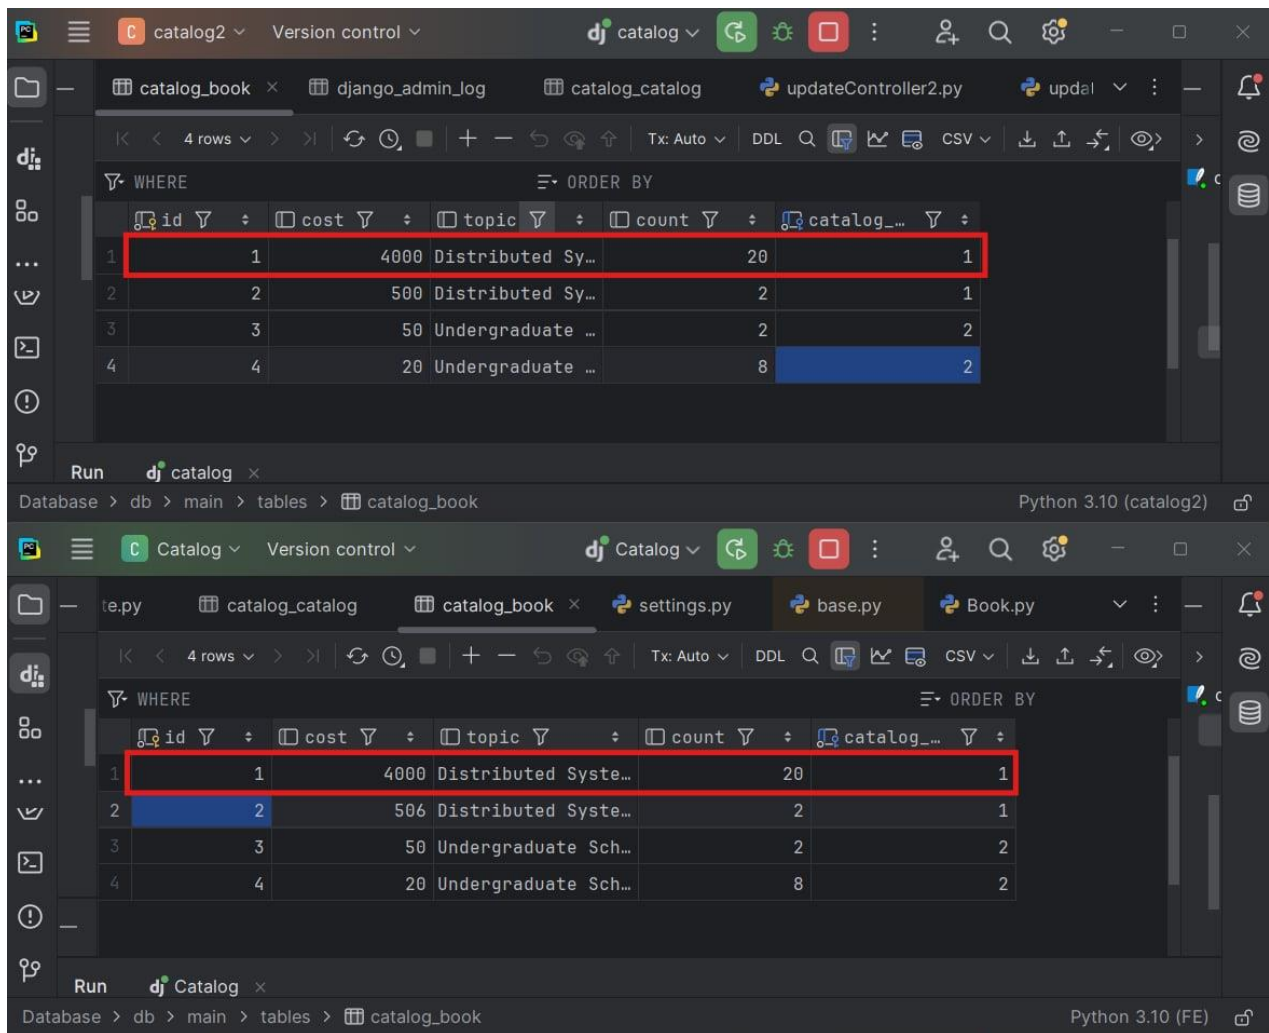 PC C catalog2 Version control dj catalog
catalog_book × django_admin_log catalog_catalog updateController2.py
4 rows Tx: Auto DDL CSV
WHERE ORDER BY
id cost topic count catalog_…
1 1 4000 Distributed Sy… 20 1
2 2 500 Distributed Sy… 2 1
3 3 50 Undergraduate … 2 2
4 4 20 Undergraduate … 8 2
Run dj catalog ×
Database > db > main > tables > catalog_book Python 3.10 (catalog2)
PC C Catalog Version control dj Catalog
te.py catalog_catalog catalog_book × settings.py base.py Book.py
4 rows Tx: Auto DDL CSV
WHERE ORDER BY
id cost topic count catalog_…
1 1 4000 Distributed Syste… 20 1
2 2 506 Distributed Syste… 2 1
3 3 50 Undergraduate Sch… 2 2
4 4 20 Undergraduate Sch… 8 2
Run dj Catalog ×
Database > db > main > tables > catalog_book Python 3.10 (FE)